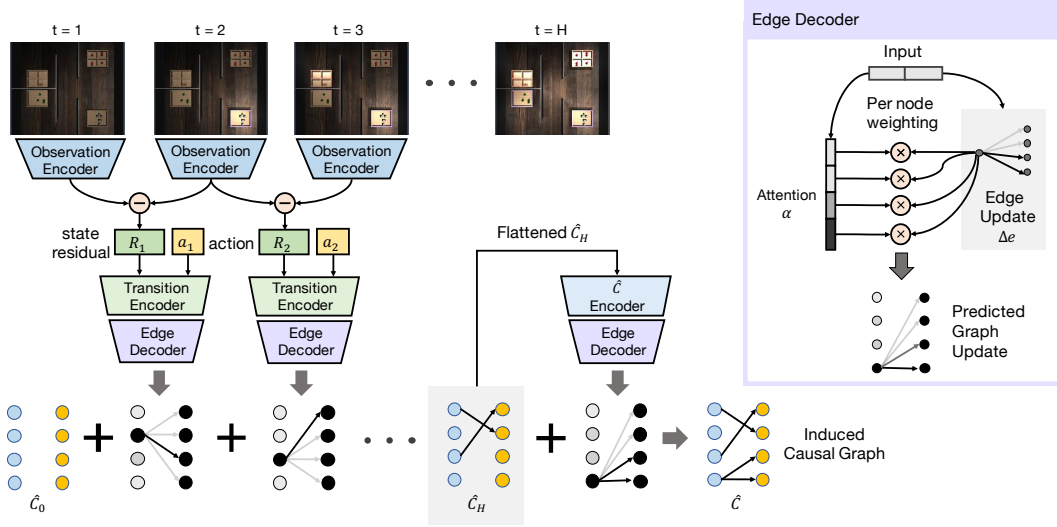 t = 1
t = 2
t = 3
t = H
Observation
Encoder
Observation
Encoder
Observation
Encoder
state
residual
R₁
a₁
action
R₂
a₂
Transition
Encoder
Transition
Encoder
Edge
Decoder
Edge
Decoder
Flattened Ĉ_H
Ĉ
Encoder
Edge
Decoder
Ĉ₀
Ĉ_H
Ĉ
Induced
Causal Graph
Edge Decoder
Input
Per node
weighting
Attention
α
Edge
Update
Δe
Predicted
Graph
Update